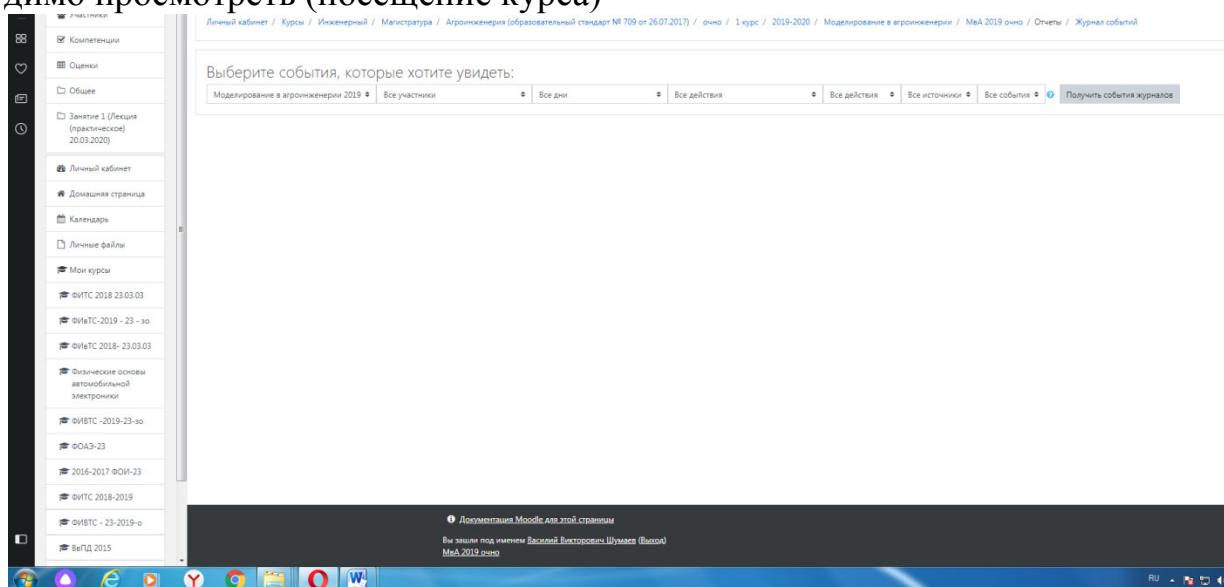 димо просмотреть (посещение курса)
Участники
Компетенции
Оценки
Общее
Занятие 1 (Лекция
(практическое)
20.03.2020)
Личный кабинет
Домашняя страница
Календарь
Личные файлы
Мои курсы
ФИТС 2018 23.03.03
ФИвТС-2019 - 23 - зо
ФИвТС 2018- 23.03.03
Физические основы
автомобильной
электроники
ФИВТС -2019-23-зо
ФОАЭ-23
2016-2017 ФОИ-23
ФИТС 2018-2019
ФИВТС - 23-2019-о
ВвПД 2015
Личный кабинет / Курсы / Инженерный / Магистратура / Агроинженерия (образовательный стандарт № 709 от 26.07.2017) / очно / 1 курс / 2019-2020 / Моделирование в агроинженерии / МвА 2019 очно / Отчеты / Журнал событий
Выберите события, которые хотите увидеть:
Моделирование в агроинженерии 2019 Все участники Все дни Все действия Все действия Все источники Все события Получить события журналов
Документация Moodle для этой страницы
Вы зашли под именем Василий Викторович Шумаев (Выход)
МвА 2019 очно
RU